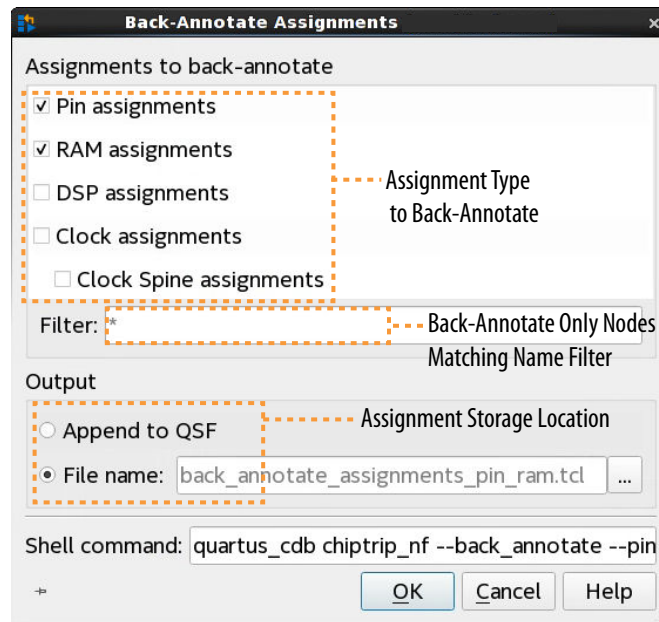 Back-Annotate Assignments
Assignments to back-annotate
Pin assignments
RAM assignments
DSP assignments
Assignment Type
to Back-Annotate
Clock assignments
Clock Spine assignments
Filter: *
Back-Annotate Only Nodes
Matching Name Filter
Output
Assignment Storage Location
Append to QSF
File name: back_annotate_assignments_pin_ram.tcl ...
Shell command: quartus_cdb chiptrip_nf --back_annotate --pin
OK Cancel Help